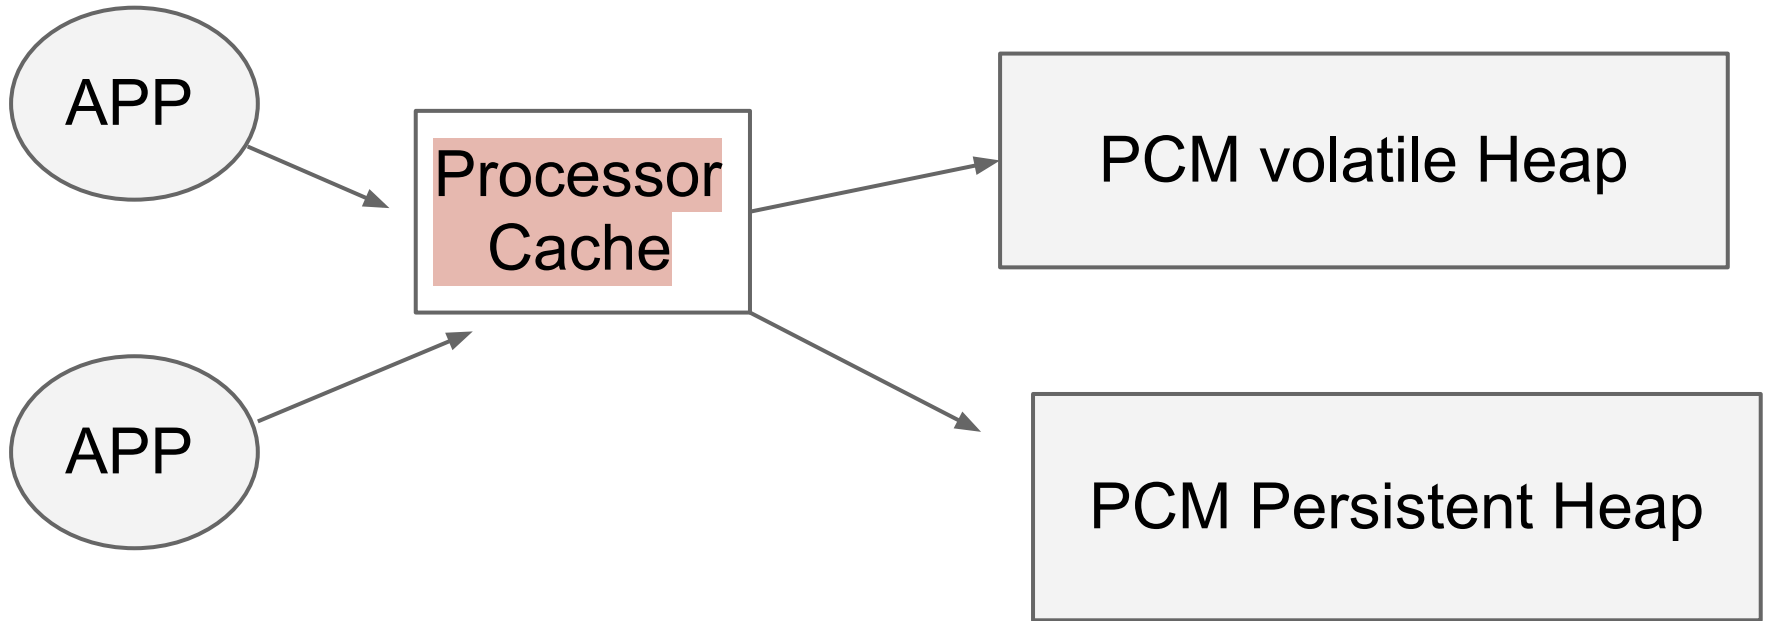 APP
Processor
Cache
PCM volatile Heap
APP
PCM Persistent Heap